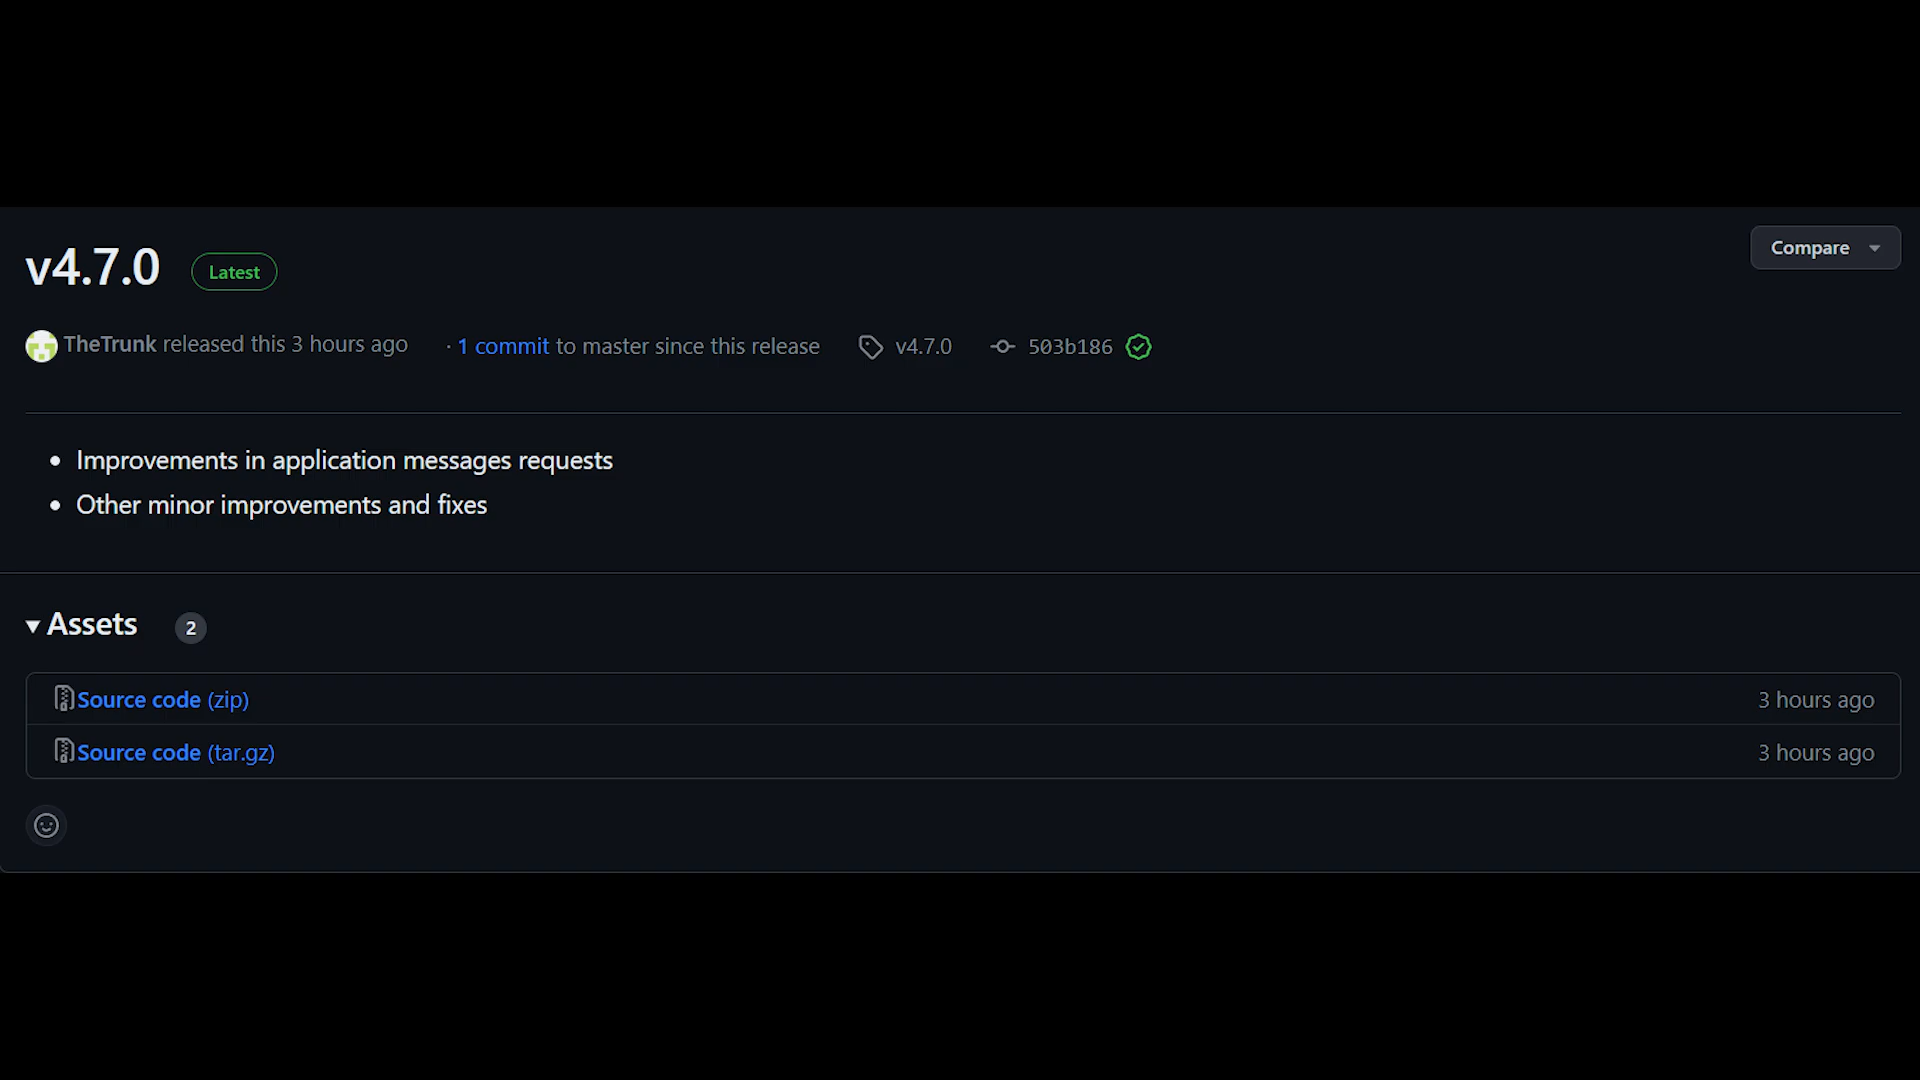 v4.7.0 Latest Compare
TheTrunk released this 3 hours ago · 1 commit to master since this release v4.7.0 503b186
• Improvements in application messages requests
• Other minor improvements and fixes
Assets 2
Source code (zip) 3 hours ago
Source code (tar.gz) 3 hours ago